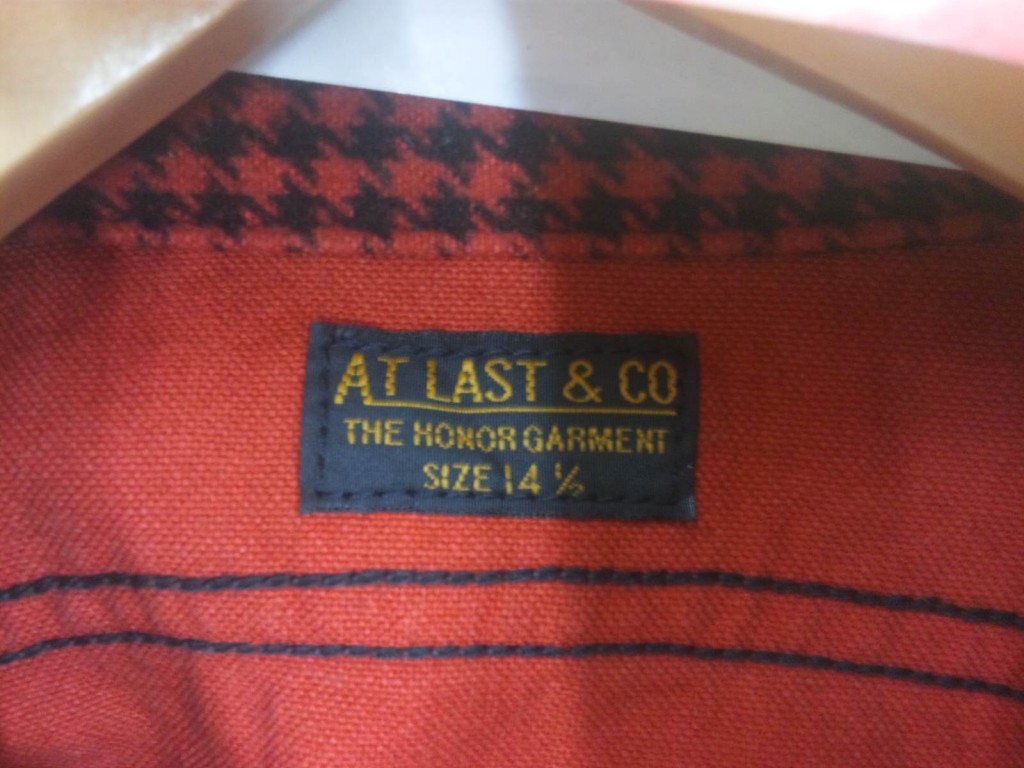 AT LAST & CO
THE HONOR GARMENT
SIZE 14 ½